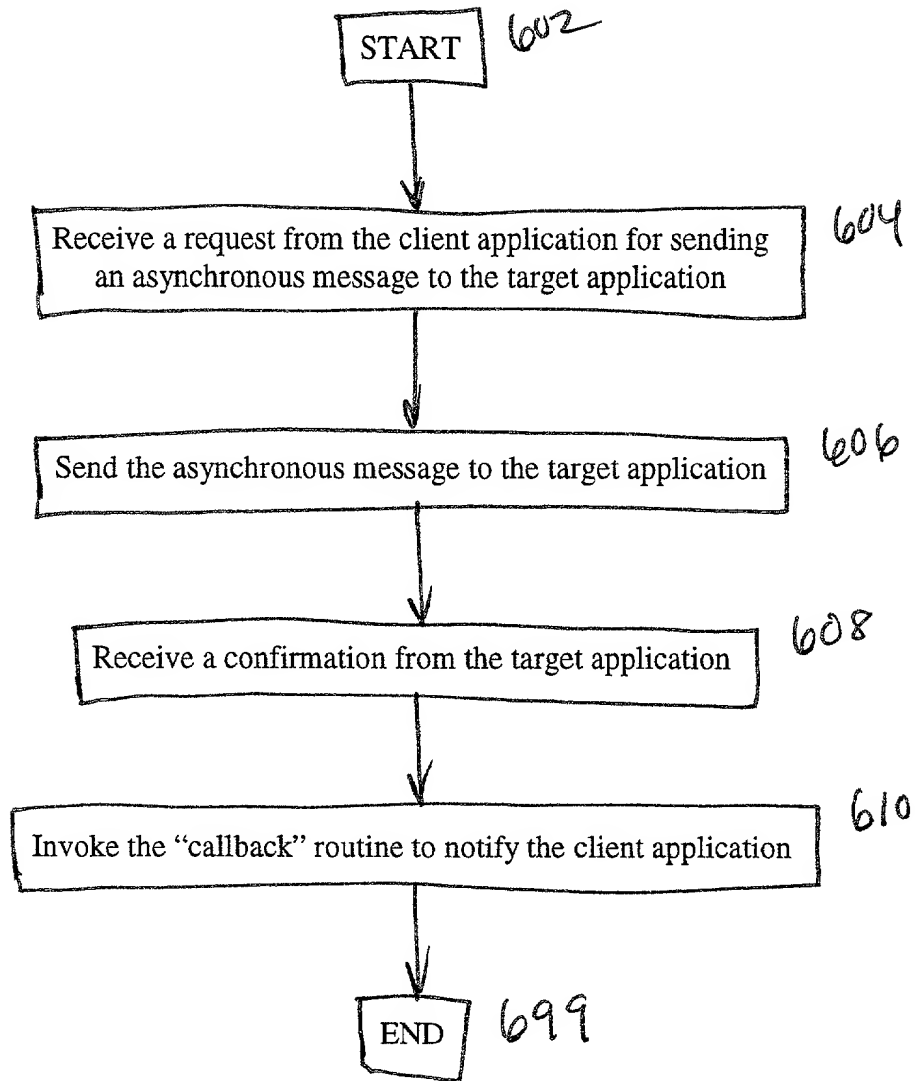 START 602
Receive a request from the client application for sending 604
an asynchronous message to the target application
Send the asynchronous message to the target application 606
Receive a confirmation from the target application 608
Invoke the “callback” routine to notify the client application 610
END 699